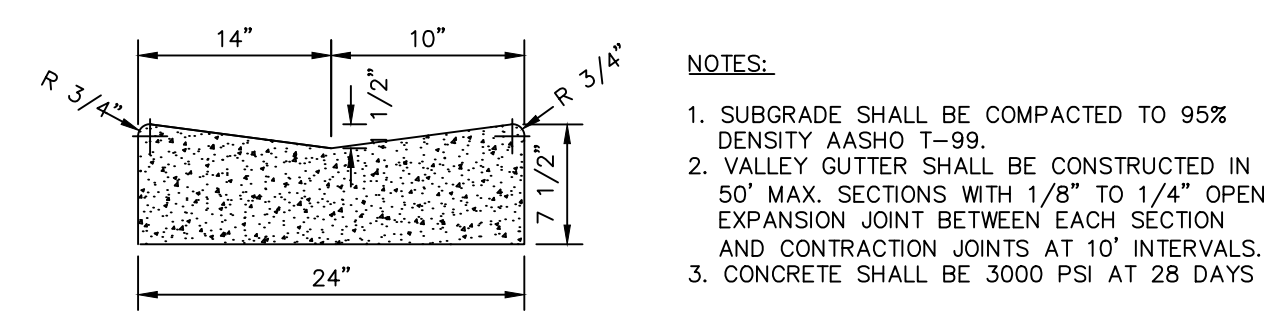 14" 10"
R 3/4"
1/2"
R 3/4"
7 1/2"
24"
NOTES:
1. SUBGRADE SHALL BE COMPACTED TO 95%
DENSITY AASHO T-99.
2. VALLEY GUTTER SHALL BE CONSTRUCTED IN
50' MAX. SECTIONS WITH 1/8" TO 1/4" OPEN
EXPANSION JOINT BETWEEN EACH SECTION
AND CONTRACTION JOINTS AT 10' INTERVALS.
3. CONCRETE SHALL BE 3000 PSI AT 28 DAYS